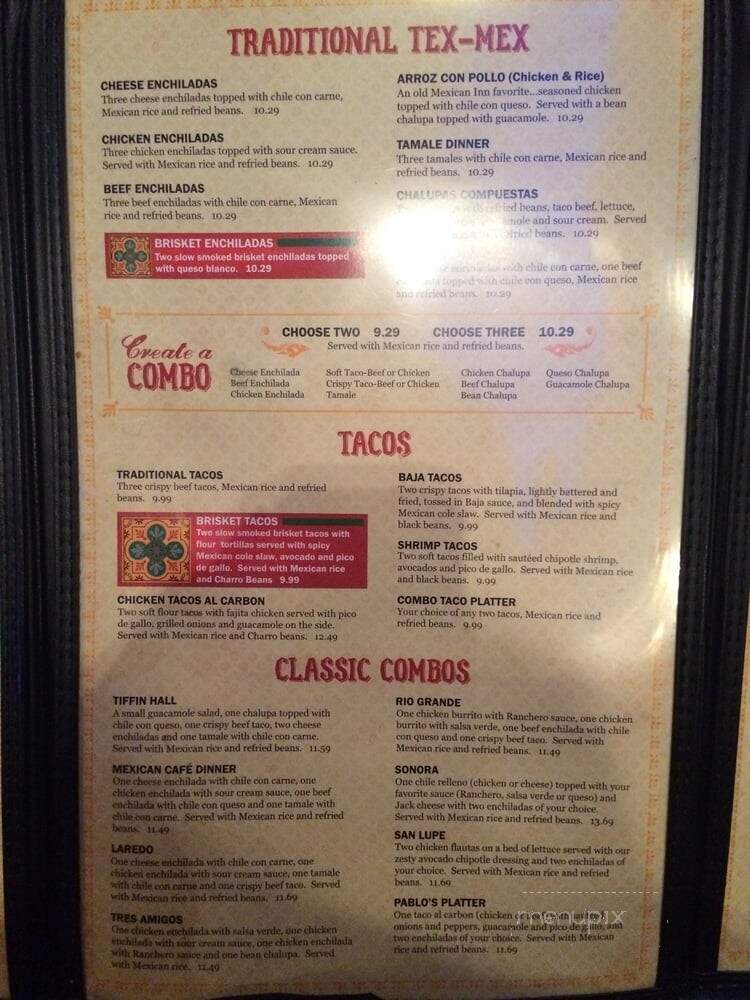 TRADITIONAL TEX-MEX
CHEESE ENCHILADAS
Three cheese enchiladas topped with chile con carne,
Mexican rice and refried beans. 10.29
CHICKEN ENCHILADAS
Three chicken enchiladas topped with sour cream sauce.
Served with Mexican rice and refried beans. 10.29
BEEF ENCHILADAS
Three beef enchiladas with chile con carne, Mexican
rice and refried beans. 10.29
BRISKET ENCHILADAS
Two slow smoked brisket enchiladas topped
with queso blanco. 10.29
ARROZ CON POLLO (Chicken & Rice)
An old Mexican Inn favorite...seasoned chicken
topped with chile con queso. Served with a bean
chalupa topped with guacamole. 10.29
TAMALE DINNER
Three tamales with chile con carne, Mexican rice and
refried beans. 10.29
CHALUPAS COMPUESTAS
refried beans, taco beef, lettuce,
and sour cream. Served
refried beans. 10.29
with chile con carne, one beef
topped with chile con queso, Mexican
rice and refried beans. 10.29
Create a
COMBO
CHOOSE TWO 9.29 CHOOSE THREE 10.29
Served with Mexican rice and refried beans.
Cheese Enchilada
Beef Enchilada
Chicken Enchilada
Soft Taco-Beef or Chicken
Crispy Taco-Beef or Chicken
Tamale
Chicken Chalupa
Beef Chalupa
Bean Chalupa
Queso Chalupa
Guacamole Chalupa
TACOS
TRADITIONAL TACOS
Three crispy beef tacos, Mexican rice and refried
beans. 9.99
BRISKET TACOS
Two slow smoked brisket tacos with
flour tortillas served with spicy
Mexican cole slaw, avocado and pico
de gallo. Served with Mexican rice
and Charro Beans 9.99
CHICKEN TACOS AL CARBON
Two soft flour tacos with fajita chicken served with pico
de gallo, grilled onions and guacamole on the side.
Served with Mexican rice and Charro beans. 12.49
BAJA TACOS
Two crispy tacos with tilapia, lightly battered and
fried, tossed in Baja sauce, and blended with spicy
Mexican cole slaw. Served with Mexican rice and
black beans. 9.99
SHRIMP TACOS
Two soft tacos filled with sautéed chipotle shrimp,
avocados and pico de gallo. Served with Mexican rice
and black beans. 9.99
COMBO TACO PLATTER
Your choice of any two tacos, Mexican rice and
refried beans. 9.99
CLASSIC COMBOS
TIFFIN HALL
A small guacamole salad, one chalupa topped with
chile con queso, one crispy beef taco, two cheese
enchiladas and one tamale with chile con carne.
Served with Mexican rice and refried beans. 11.59
MEXICAN CAFÉ DINNER
One cheese enchilada with chile con carne, one
chicken enchilada with sour cream sauce, one beef
enchilada with chile con queso and one tamale with
chile con carne. Served with Mexican rice and refried
beans. 11.49
LAREDO
One cheese enchilada with chile con carne, one
chicken enchilada with sour cream sauce, one tamale
with chile con carne and one crispy beef taco. Served
with Mexican rice and refried beans. 11.69
TRES AMIGOS
One chicken enchilada with salsa verde, one chicken
enchilada with sour cream sauce, one chicken enchilada
with Ranchero sauce and one bean chalupa. Served
with Mexican rice. 11.49
RIO GRANDE
One chicken burrito with Ranchero sauce, one chicken
burrito with salsa verde, one beef enchilada with chile
con queso and one crispy beef taco. Served with
Mexican rice and refried beans. 11.49
SONORA
One chile relleno (chicken or cheese) topped with your
favorite sauce (Ranchero, salsa verde or queso) and
Jack cheese with two enchiladas of your choice.
Served with Mexican rice and refried beans. 13.69
SAN LUPE
Two chicken flautas on a bed of lettuce served with our
zesty avocado chipotle dressing and two enchiladas of
your choice. Served with Mexican rice and refried
beans. 11.69
PABLO'S PLATTER
One taco al carbon (chicken
onions and peppers, guacamole and pico de gallo, and
two enchiladas of your choice. Served with Mexican
rice and refried beans. 11.69
menupix